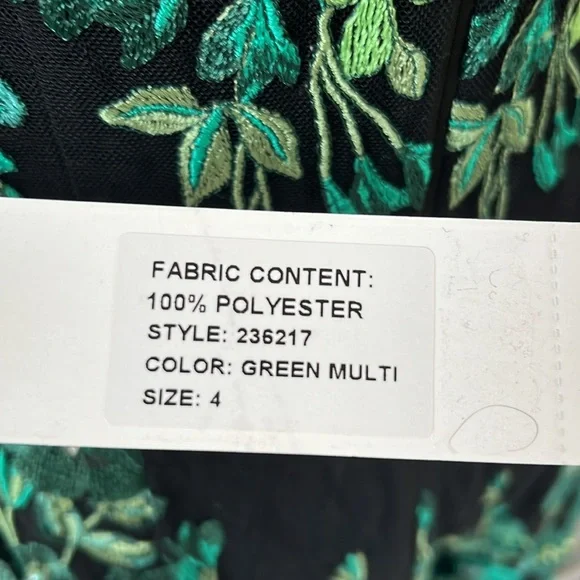 FABRIC CONTENT:
100% POLYESTER
STYLE: 236217
COLOR: GREEN MULTI
SIZE: 4